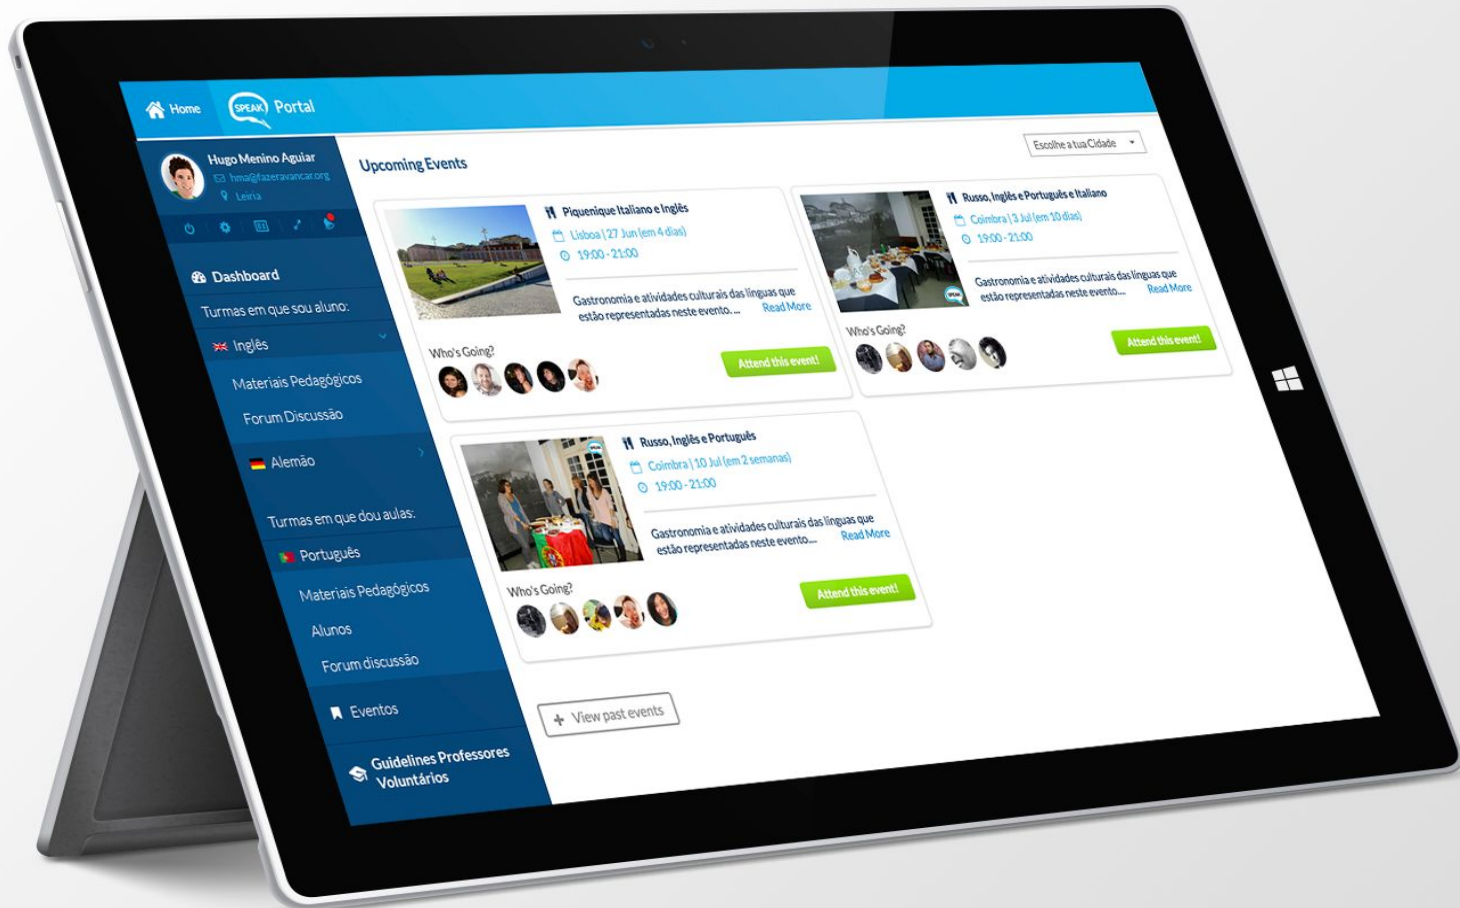 Home
SPEAK Portal
Hugo Menino Aguiar
hma@fazeravancar.org
Leiria
Dashboard
Turmas em que sou aluno:
Inglês
Materiais Pedagógicos
Forum Discussão
Alemão
Turmas em que dou aulas:
Português
Materiais Pedagógicos
Alunos
Forum discussão
Eventos
Guidelines Professores
Voluntários
Upcoming Events
Escolhe a tua Cidade
Piquenique Italiano e Inglês
Lisboa | 27 Jun (em 4 dias)
19:00 - 21:00
Gastronomia e atividades culturais das línguas que
estão representadas neste evento. ... Read More
Who's Going?
Attend this event!
Russo, Inglês e Português e Italiano
Coimbra | 3 Jul (em 10 dias)
19:00 - 21:00
Gastronomia e atividades culturais das línguas que
estão representadas neste evento.... Read More
SPEAK
Who's Going?
Attend this event!
Russo, Inglês e Português
Coimbra | 10 Jul (em 2 semanas)
19:00 - 21:00
Gastronomia e atividades culturais das línguas que
estão representadas neste evento.... Read More
SPEAK
Who's Going?
Attend this event!
+ View past events